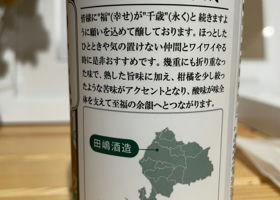 皆様に"福"(幸せ)が"千歳"(永く)と続きますよ
うに願いを込めて醸しております。ほっとした
ひとときや気の置けない仲間とワイワイやる
時に是非おすすめです。幾重にも折り重なっ
た味で、熟した旨味に加え、柑橘を少し絞っ
たような苦味がアクセントとなり、酸味が味全
体を支えて至福の余韻へとつながります。
田嶋酒造